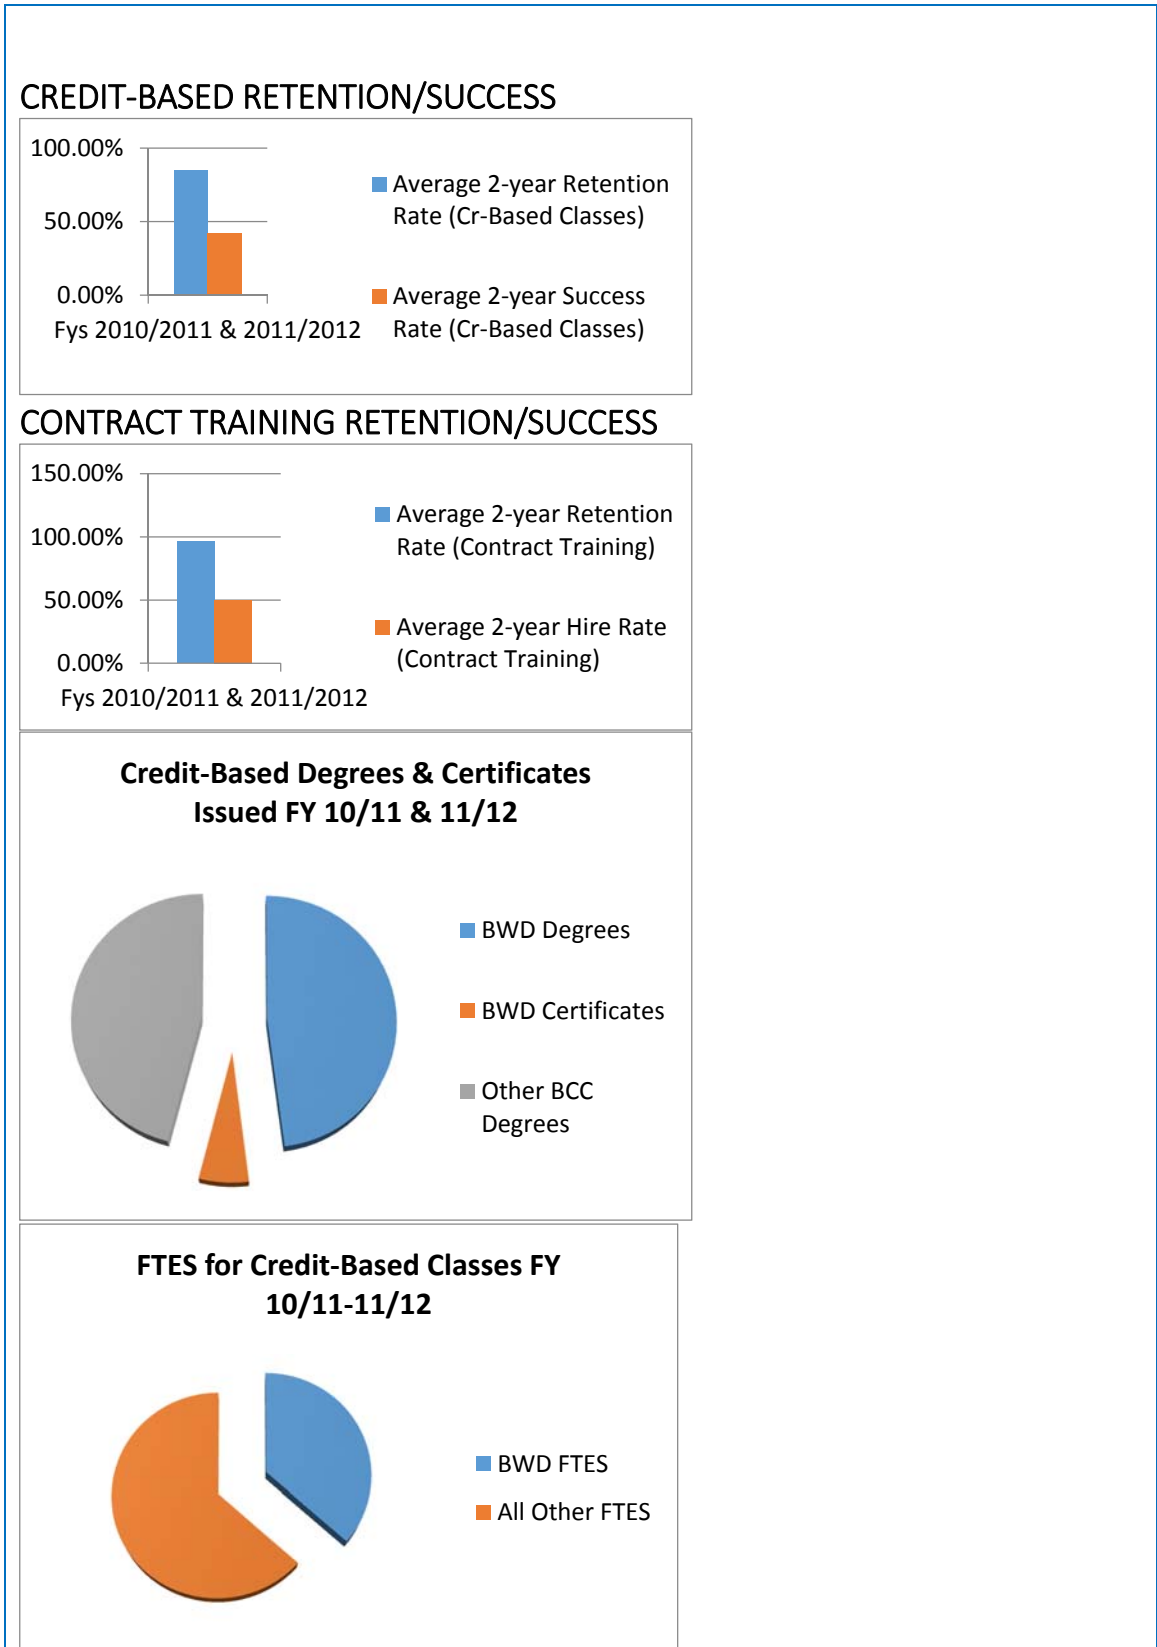 CREDIT-BASED RETENTION/SUCCESS
100.00%
50.00%
0.00%
Fys 2010/2011 & 2011/2012
Average 2-year Retention
Rate (Cr-Based Classes)
Average 2-year Success
Rate (Cr-Based Classes)
CONTRACT TRAINING RETENTION/SUCCESS
150.00%
100.00%
50.00%
0.00%
Fys 2010/2011 & 2011/2012
Average 2-year Retention
Rate (Contract Training)
Average 2-year Hire Rate
(Contract Training)
Credit-Based Degrees & Certificates
Issued FY 10/11 & 11/12
BWD Degrees
BWD Certificates
Other BCC
Degrees
FTES for Credit-Based Classes FY
10/11-11/12
BWD FTES
All Other FTES